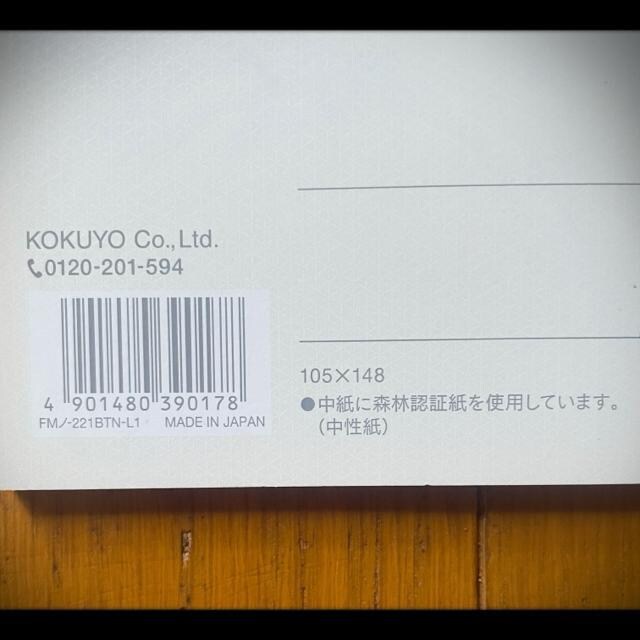 KOKUYO Co.,Ltd.
📞0120-201-594
4 901480 390178
FMノ-221BTN-L1 MADE IN JAPAN
105×148
●中紙に森林認証紙を使用しています。
（中性紙）